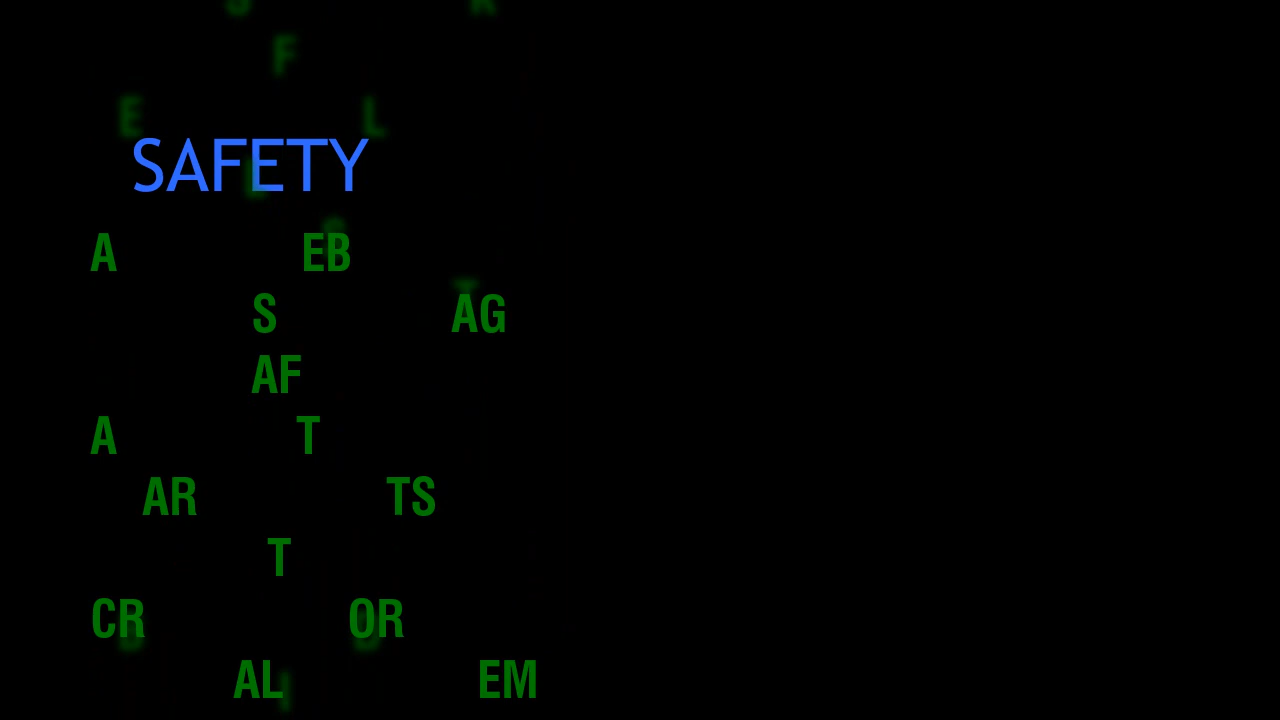 SAFETY
A EB
S AG
AF
A T
AR TS
T
CR OR
AL EM